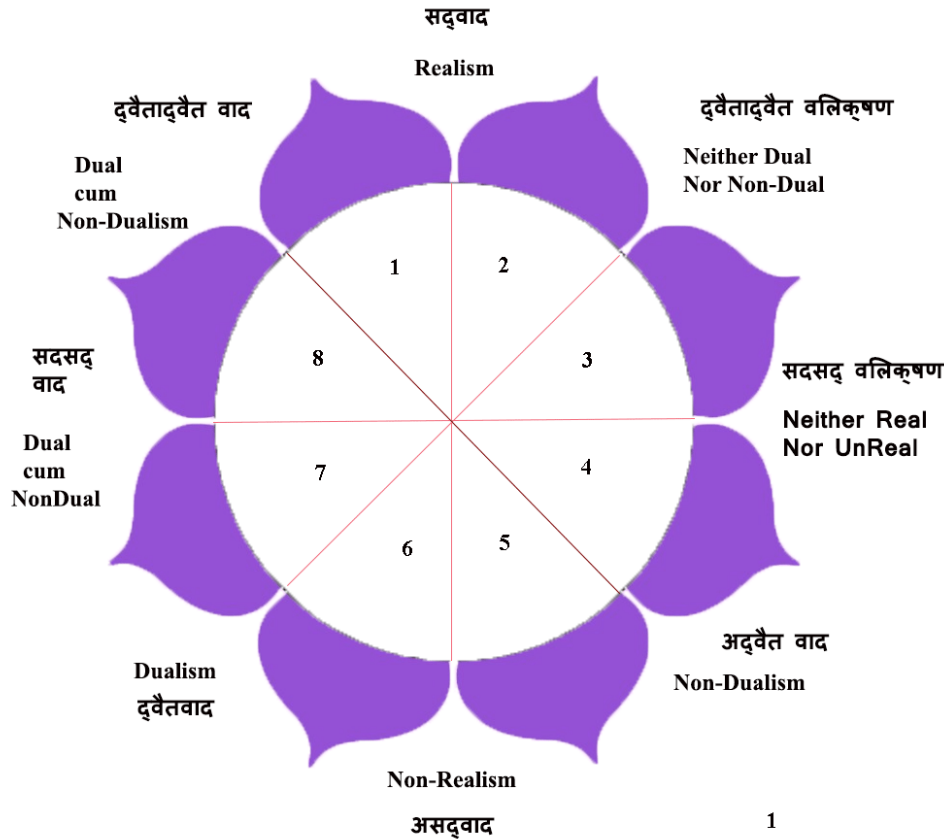 सद्‌वाद
Realism
द्‌वैताद्‌वैत वाद
द्‌वैताद्‌वैत वलिक्‌षण
Dual
cum
Non-Dualism
Neither Dual
Nor Non-Dual
1
2
8
3
सदसद्
वाद
सदसद् वलिक्‌षण
Dual
cum
NonDual
Neither Real
Nor UnReal
7
4
6
5
Dualism
द्‌वैतवाद
अद्‌वैत वाद
Non-Dualism
Non-Realism
असद्‌वाद
1